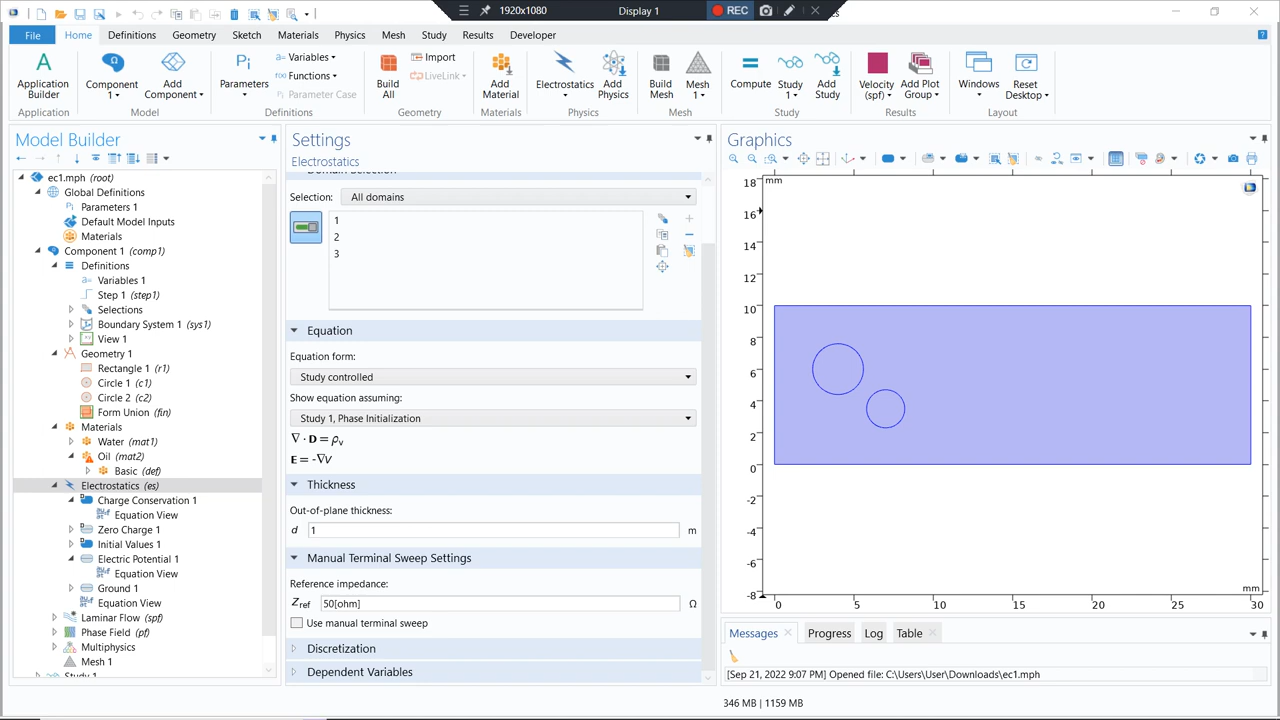 1920x1080
Display 1
REC
File
Home
Definitions
Geometry
Sketch
Materials
Physics
Mesh
Study
Results
Developer
Application Builder
Application
Component 1
Add Component
Model
Pi
Parameters
a= Variables
f(x) Functions
Pi Parameter Case
Definitions
Build All
Import
LiveLink
Geometry
Add Material
Materials
Electrostatics
Add Physics
Physics
Build Mesh
Mesh 1
Mesh
Compute
Study 1
Add Study
Study
Velocity (spf)
Add Plot Group
Results
Windows
Reset Desktop
Layout
Model Builder
ec1.mph (root)
Global Definitions
Parameters 1
Default Model Inputs
Materials
Component 1 (comp1)
Definitions
Variables 1
Step 1 (step1)
Selections
Boundary System 1 (sys1)
View 1
Geometry 1
Rectangle 1 (r1)
Circle 1 (c1)
Circle 2 (c2)
Form Union (fin)
Materials
Water (mat1)
Oil (mat2)
Basic (def)
Electrostatics (es)
Charge Conservation 1
Equation View
Zero Charge 1
Initial Values 1
Electric Potential 1
Equation View
Ground 1
Equation View
Laminar Flow (spf)
Phase Field (pf)
Multiphysics
Mesh 1
Settings
Electrostatics
Selection: All domains
1
2
3
Equation
Equation form:
Study controlled
Show equation assuming:
Study 1, Phase Initialization
∇ · D = ρv
E = -∇V
Thickness
Out-of-plane thickness:
d 1 m
Manual Terminal Sweep Settings
Reference impedance:
Zref 50[ohm] Ω
Use manual terminal sweep
Discretization
Dependent Variables
Graphics
mm
18
16
14
12
10
8
6
4
2
0
-2
-4
-6
-8
mm
0 5 10 15 20 25 30
Messages
Progress
Log
Table
[Sep 21, 2022 9:07 PM] Opened file: C:\Users\User\Downloads\ec1.mph
346 MB | 1159 MB